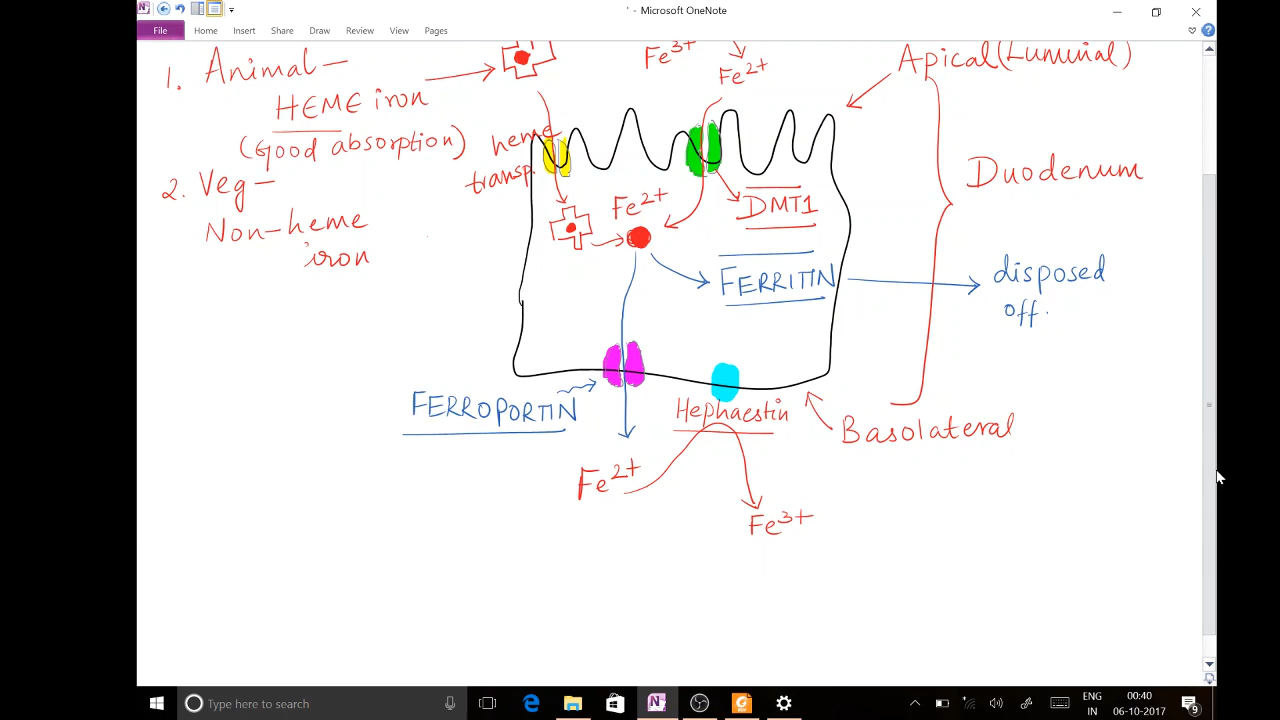 ' - Microsoft OneNote
File Home Insert Share Draw Review View Pages
1. Animal -
HEME iron
(Good absorption)
2. Veg -
Non-heme
iron
Fe3+
Fe2+
Apical (Luminal)
heme
transp.
Fe2+
DMT1
Duodenum
FERRITIN
disposed
off.
FERROPORTIN
Hephaestin
Basolateral
Fe2+
Fe3+
Type here to search
ENG
IN
00:40
06-10-2017
9